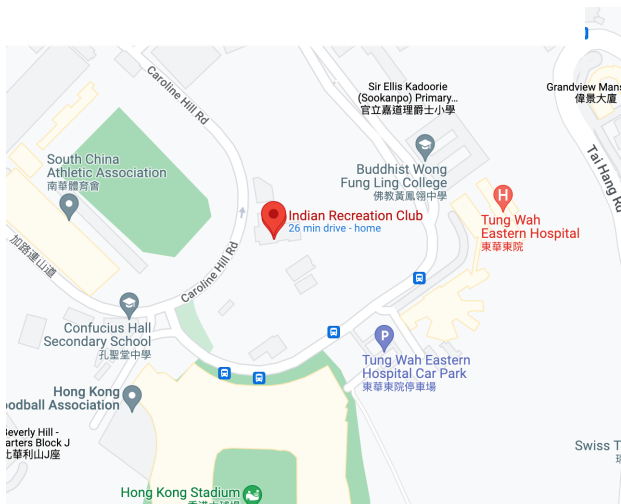 Caroline Hill Rd
Sir Ellis Kadoorie
(Sookanpo) Primary...
官立嘉道理爵士小學
Grandview Mans
偉景大廈
South China
Athletic Association
南華體育會
Buddhist Wong
Fung Ling College
佛教黃鳳翎中學
Tai Hang Rd
H
Tung Wah
Eastern Hospital
東華東院
Indian Recreation Club
26 min drive - home
加路連山道
Caroline Hill Rd
Confucius Hall
Secondary School
孔聖堂中學
P
Tung Wah Eastern
Hospital Car Park
東華東院停車場
Hong Kong
oodball Association
Beverly Hill -
arters Block J
比華利山J座
Swiss T
Hong Kong Stadium
香港大球場